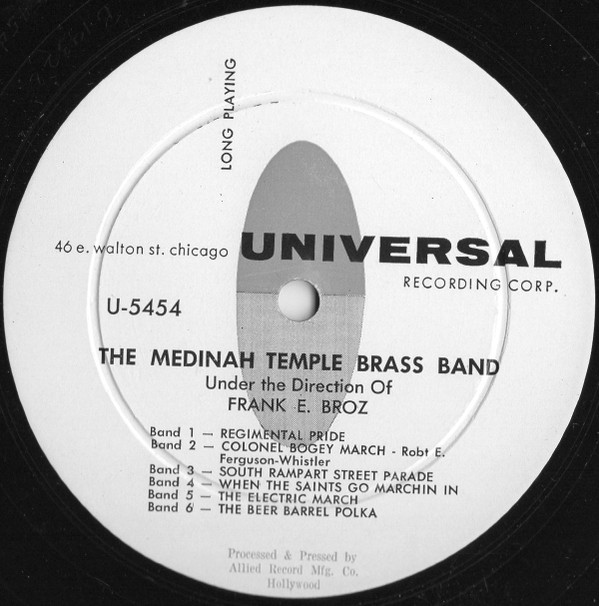 LONG PLAYING
46 e. walton st. chicago UNIVERSAL
RECORDING CORP.
U-5454
THE MEDINAH TEMPLE BRASS BAND
Under the Direction Of
FRANK E. BROZ
Band 1 — REGIMENTAL PRIDE
Band 2 — COLONEL BOGEY MARCH - Robt E.
Ferguson-Whistler
Band 3 — SOUTH RAMPART STREET PARADE
Band 4 — WHEN THE SAINTS GO MARCHIN IN
Band 5 — THE ELECTRIC MARCH
Band 6 — THE BEER BARREL POLKA
Processed & Pressed by
Allied Record Mfg. Co.
Hollywood